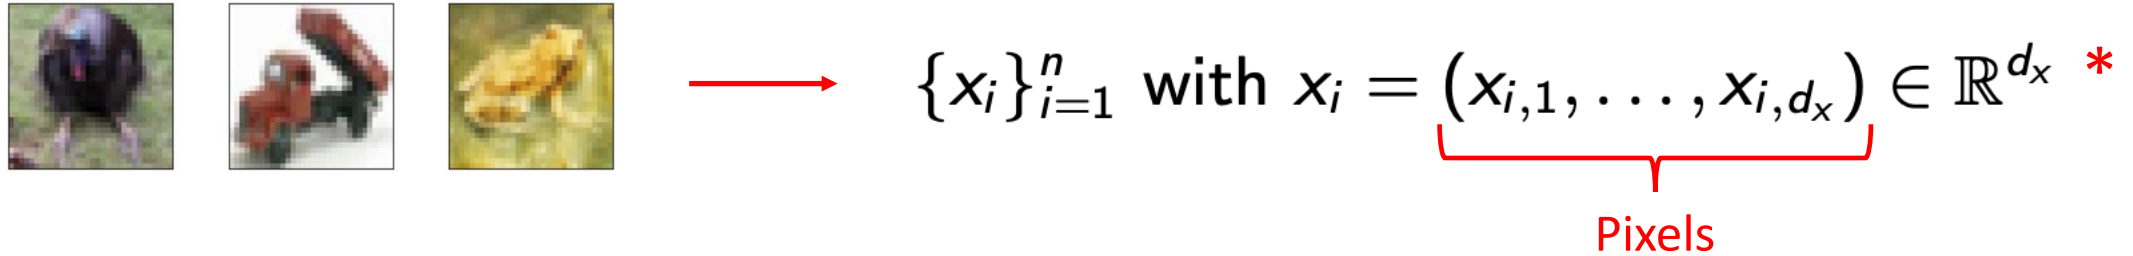 {x_i}_{i=1}^n with x_i = (x_{i,1}, . . . , x_{i,d_x}) ∈ ℝ^{d_x} *
Pixels